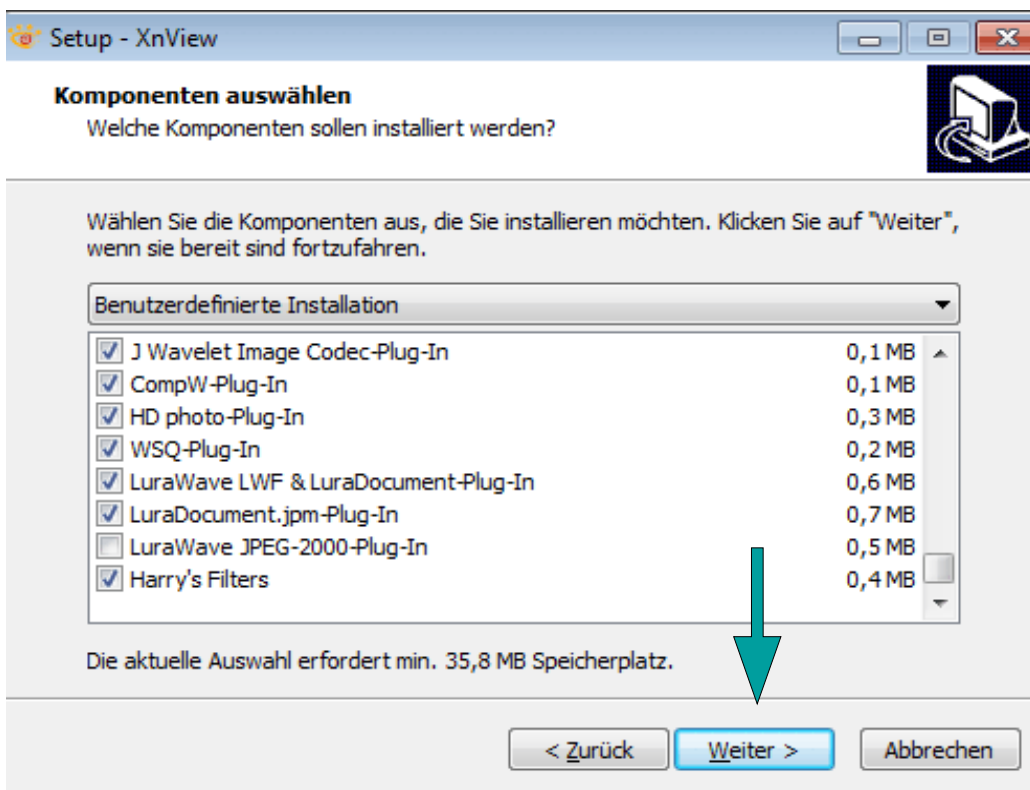 Setup - XnView
Komponenten auswählen
Welche Komponenten sollen installiert werden?
Wählen Sie die Komponenten aus, die Sie installieren möchten. Klicken Sie auf "Weiter",
wenn sie bereit sind fortzufahren.
Benutzerdefinierte Installation
J Wavelet Image Codec-Plug-In 0,1 MB
CompW-Plug-In 0,1 MB
HD photo-Plug-In 0,3 MB
WSQ-Plug-In 0,2 MB
LuraWave LWF & LuraDocument-Plug-In 0,6 MB
LuraDocument.jpm-Plug-In 0,7 MB
LuraWave JPEG-2000-Plug-In 0,5 MB
Harry's Filters 0,4 MB
Die aktuelle Auswahl erfordert min. 35,8 MB Speicherplatz.
< Zurück Weiter > Abbrechen